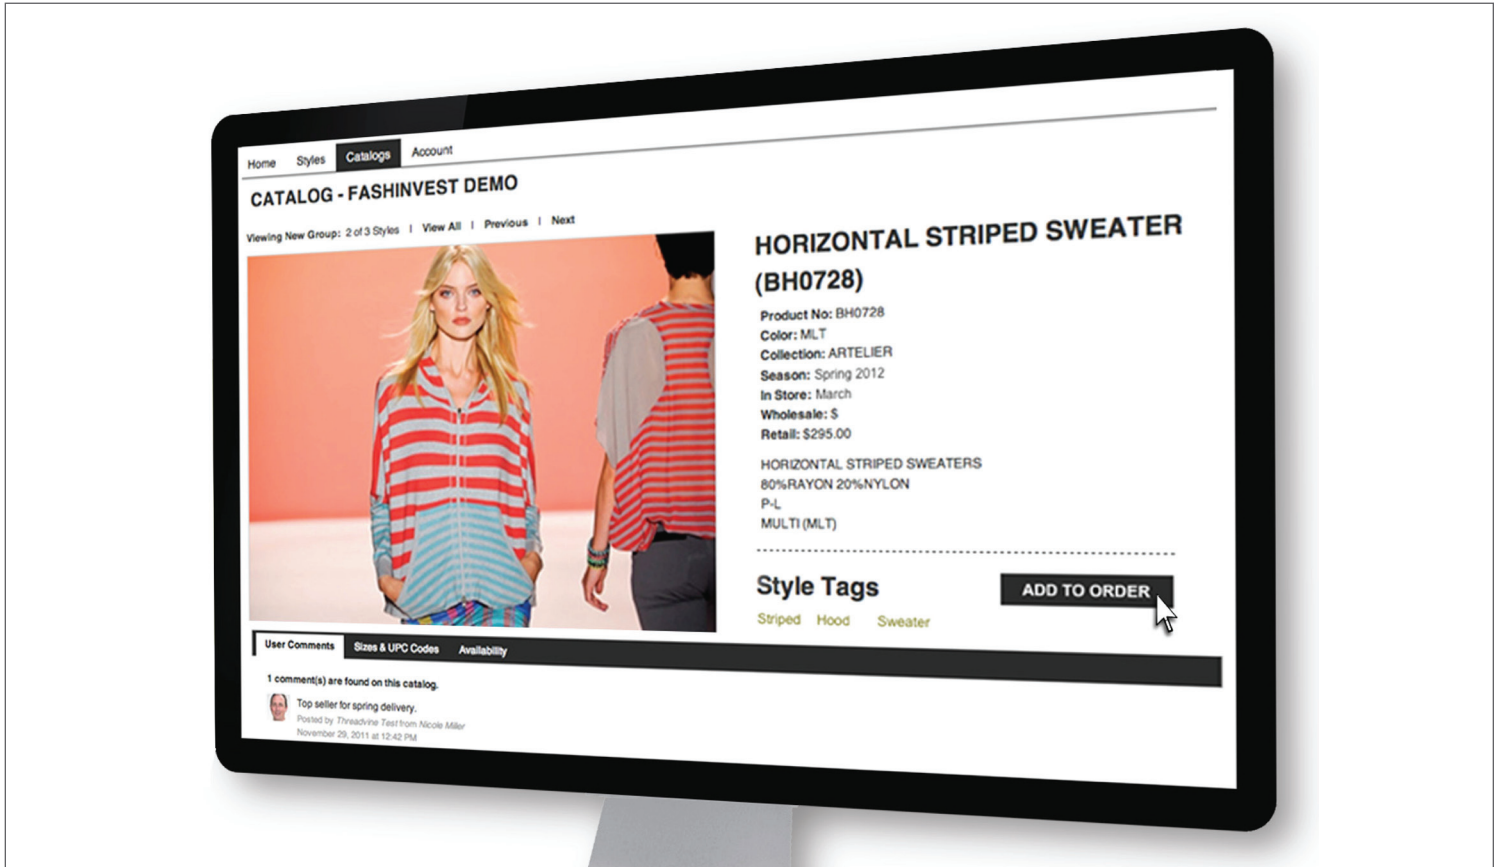 Home Styles Catalogs Account
CATALOG - FASHINVEST DEMO
Viewing New Group: 2 of 3 Styles | View All | Previous | Next
HORIZONTAL STRIPED SWEATER
(BH0728)
Product No: BH0728
Color: MLT
Collection: ARTELIER
Season: Spring 2012
In Store: March
Wholesale: $
Retail: $295.00
HORIZONTAL STRIPED SWEATERS
80%RAYON 20%NYLON
P-L
MULTI (MLT)
Style Tags
ADD TO ORDER
Striped Hood Sweater
User Comments Sizes & UPC Codes Availability
1 comment(s) are found on this catalog.
Top seller for spring delivery.
Posted by Threadvine Test from Nicole Miller
November 29, 2011 at 12:42 PM